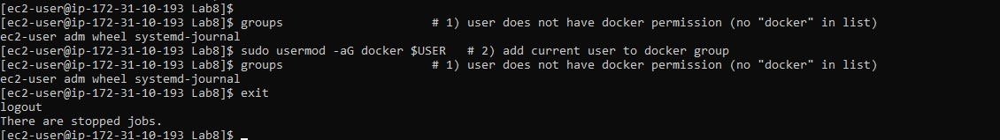 [ec2-user@ip-172-31-10-193 Lab8]$
[ec2-user@ip-172-31-10-193 Lab8]$ groups                     # 1) user does not have docker permission (no "docker" in list)
ec2-user adm wheel systemd-journal
[ec2-user@ip-172-31-10-193 Lab8]$ sudo usermod -aG docker $USER   # 2) add current user to docker group
[ec2-user@ip-172-31-10-193 Lab8]$ groups                     # 1) user does not have docker permission (no "docker" in list)
ec2-user adm wheel systemd-journal
[ec2-user@ip-172-31-10-193 Lab8]$ exit
logout
There are stopped jobs.
[ec2-user@ip-172-31-10-193 Lab8]$